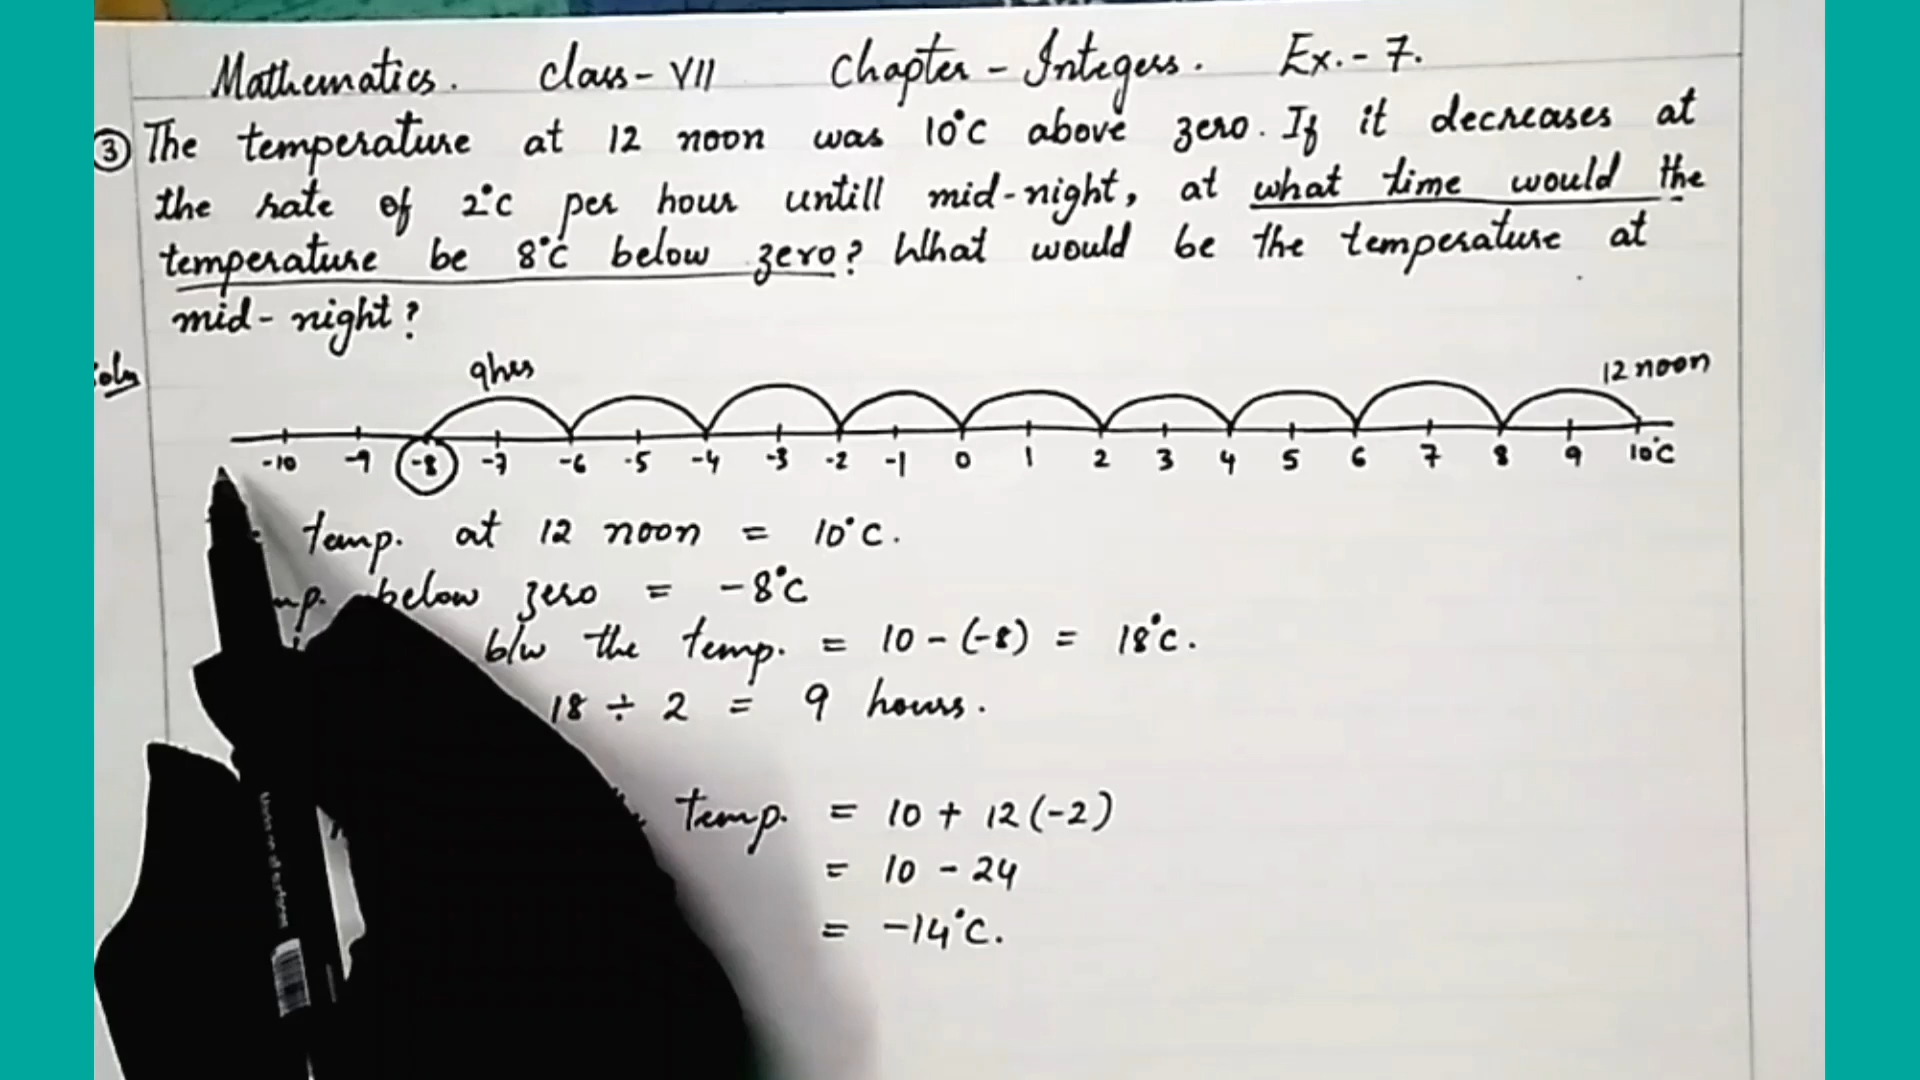 Mathematics. Class-VII Chapter - Integers. Ex.- 7.
③ The temperature at 12 noon was 10°C above zero. If it decreases at
the rate of 2°C per hour untill mid-night, at what time would the
temperature be 8°C below zero? What would be the temperature at
mid-night?
Soln
9hrs 12 noon
-10 -9 -8 -7 -6 -5 -4 -3 -2 -1 0 1 2 3 4 5 6 7 8 9 10°C
temp. at 12 noon = 10°C.
below zero = -8°C
b/w the temp. = 10 - (-8) = 18°C.
18 ÷ 2 = 9 hours.
temp. = 10 + 12 (-2)
= 10 - 24
= -14°C.